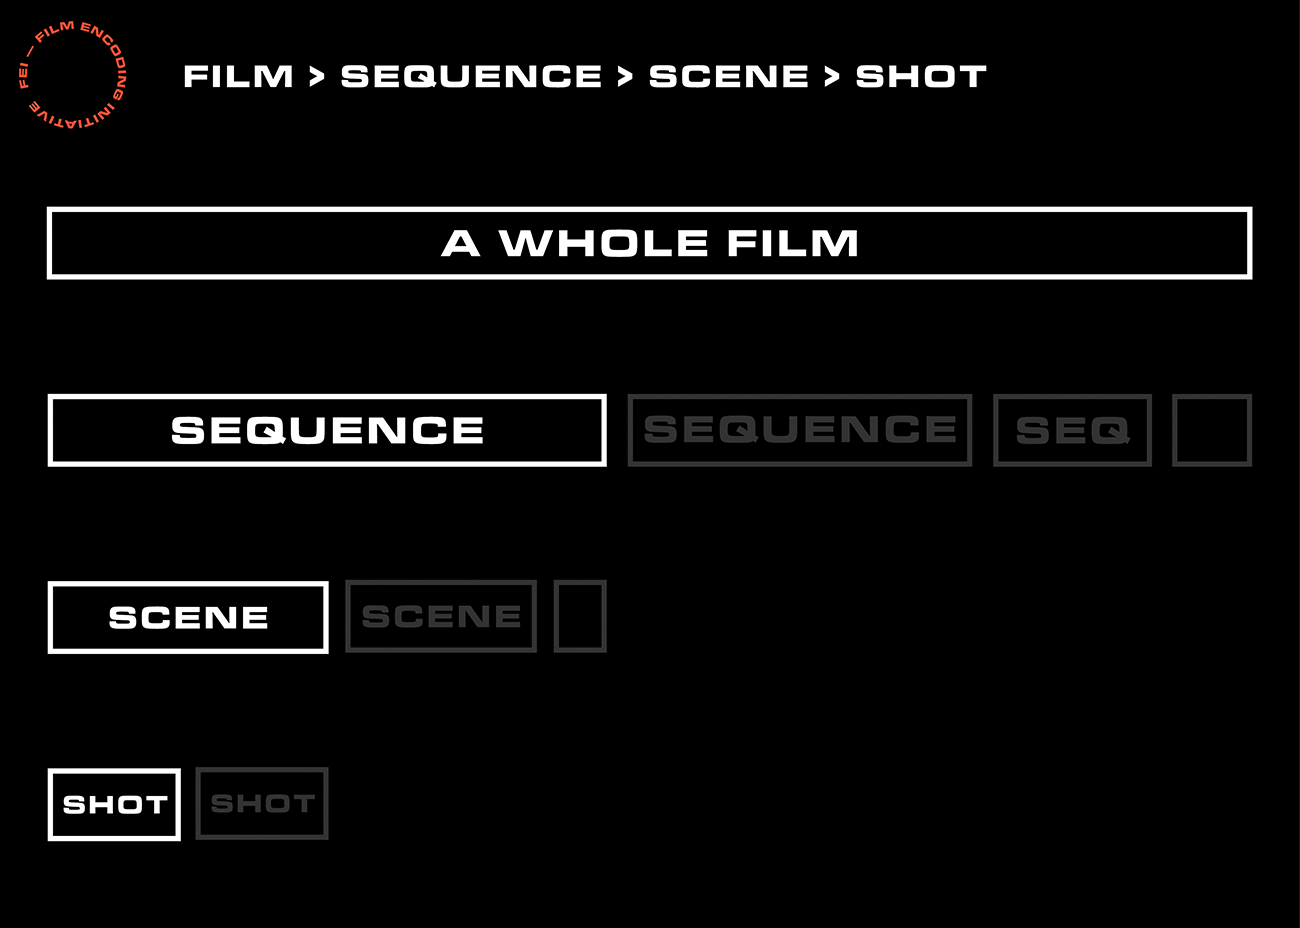 FEI — FILM ENCODING INITIATIVE
FILM > SEQUENCE > SCENE > SHOT
A WHOLE FILM
SEQUENCE SEQUENCE SEQ
SCENE SCENE
SHOT SHOT